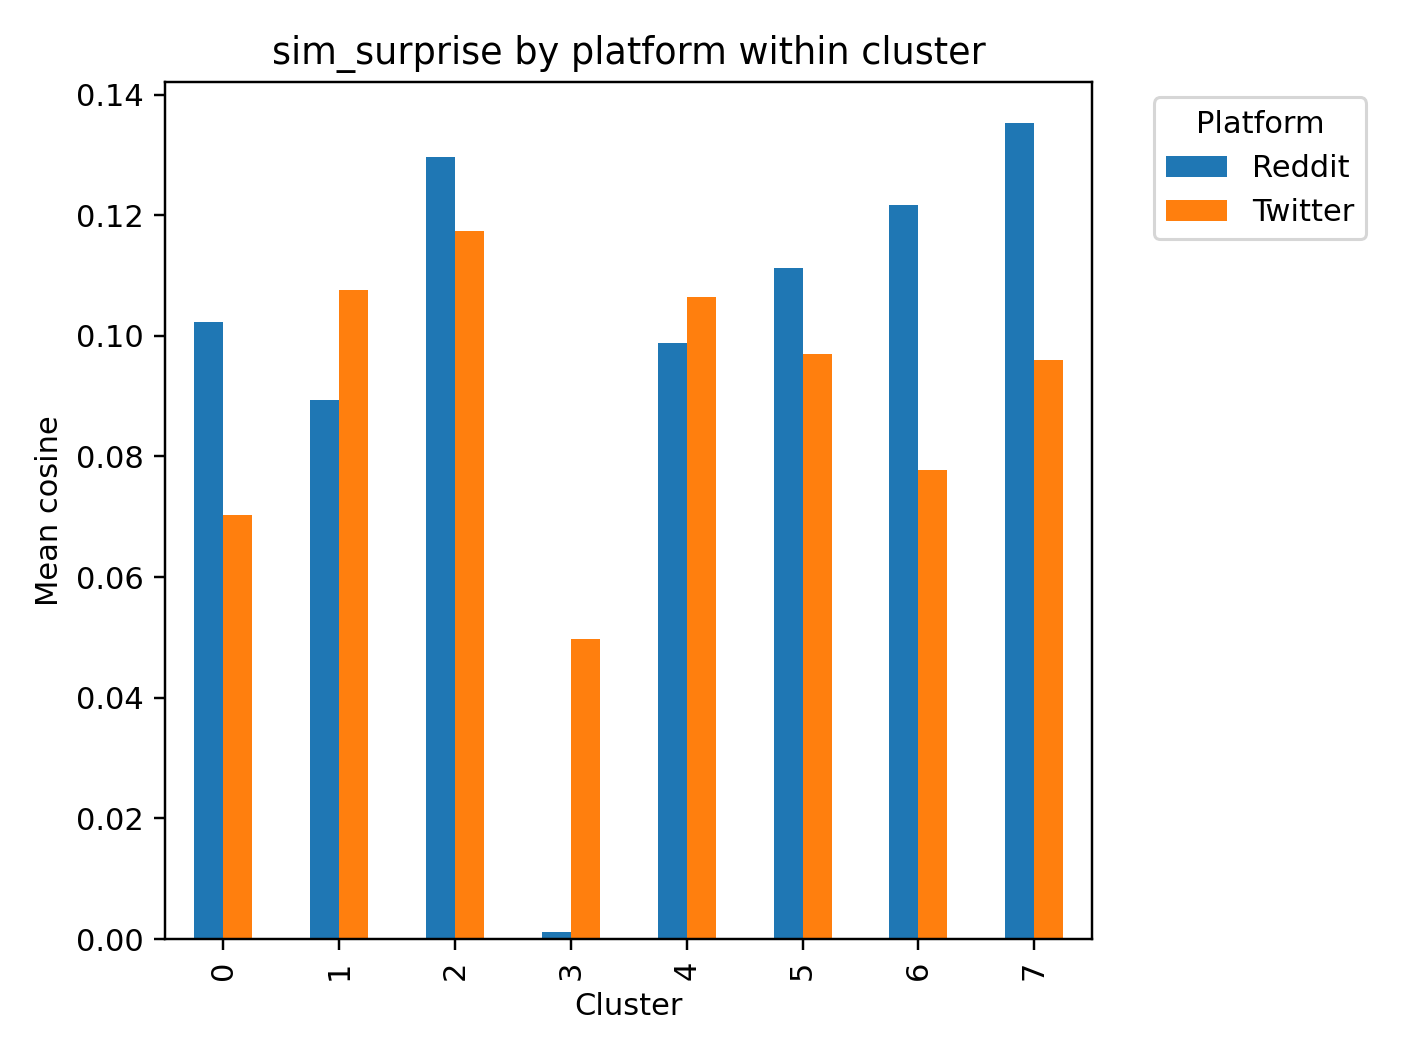 sim_surprise by platform within cluster
0.14
0.12
0.10
0.08
0.06
0.04
0.02
0.00
Mean cosine
0
1
2
3
4
5
6
7
Cluster
Platform
Reddit
Twitter